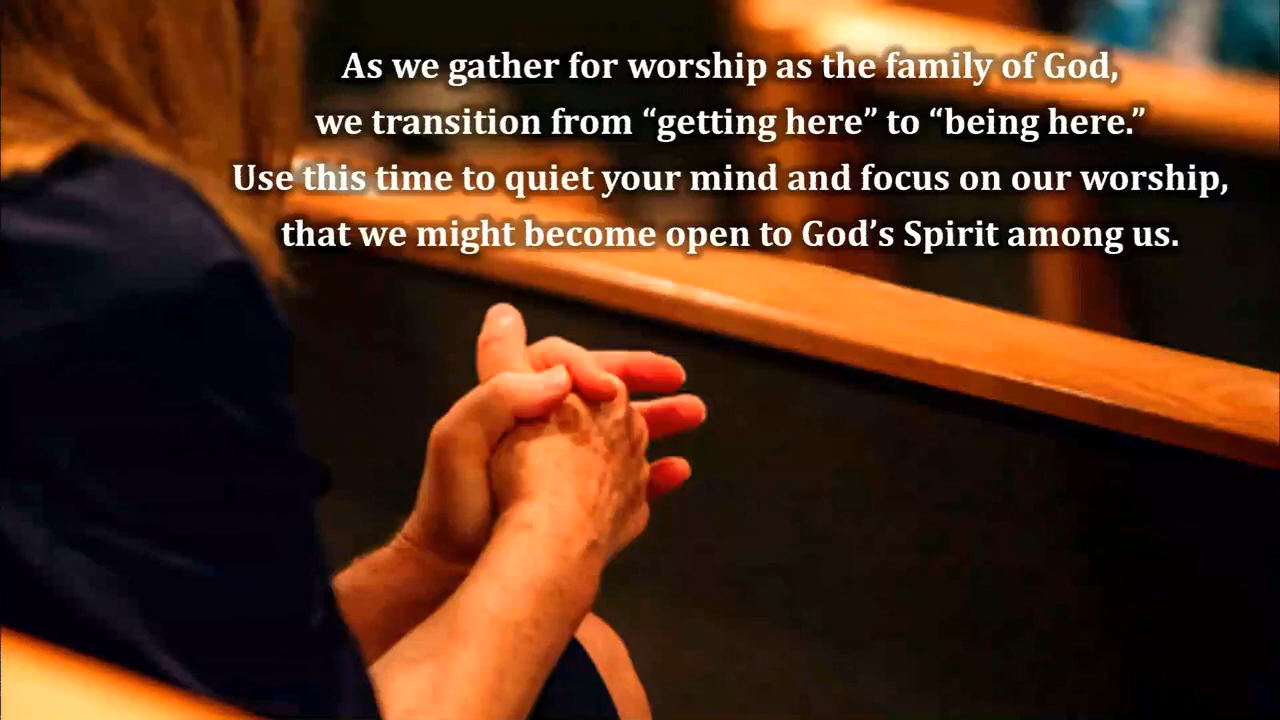 As we gather for worship as the family of God,
we transition from “getting here” to “being here.”
Use this time to quiet your mind and focus on our worship,
that we might become open to God’s Spirit among us.